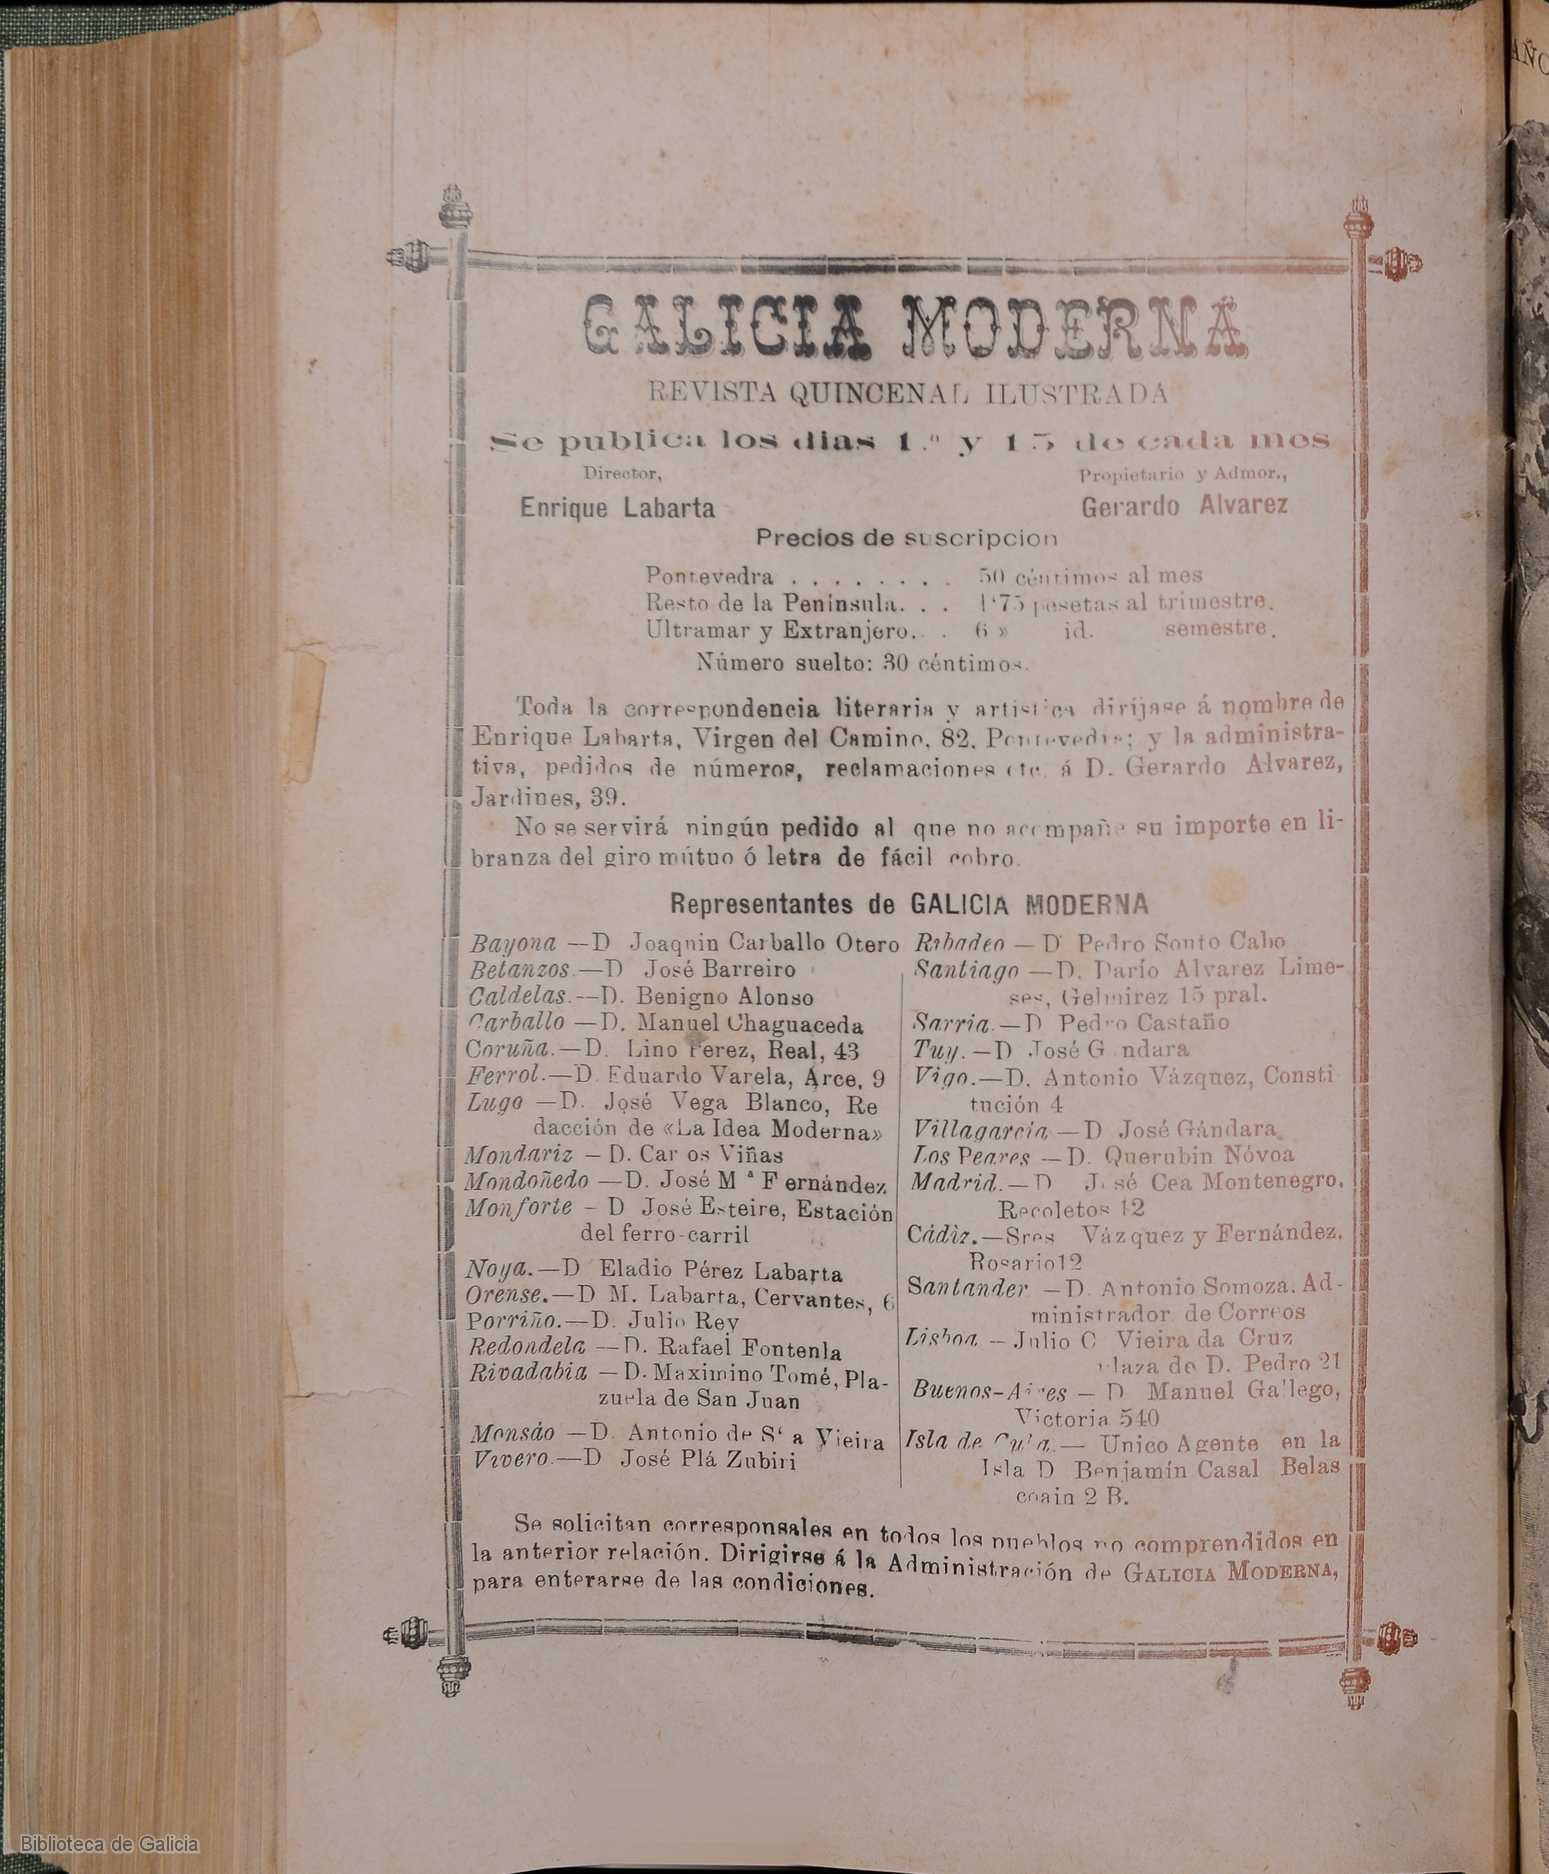 GALICIA MODERNA
REVISTA QUINCENAL ILUSTRADA
Se publica los dias 1.º y 15 de cada mes
Director,
Enrique Labarta
Propietario y Admor.,
Gerardo Alvarez
Precios de suscripcion
Pontevedra . . . . . . . . 50 céntimos al mes
Resto de la Península. . . 1‘75 pesetas al trimestre.
Ultramar y Extranjero. . . 6 » id. semestre.
Número suelto: 30 céntimos.
Toda la correspondencia literaria y artística diríjase á nombre de
Enrique Labarta, Virgen del Camino, 82, Pontevedra; y la administra-
tiva, pedidos de números, reclamaciones etc. á D. Gerardo Alvarez,
Jardines, 39.
No se servirá ningún pedido al que no acompañe su importe en li-
branza del giro mútuo ó letra de fácil cobro.
Representantes de GALICIA MODERNA
Bayona —D Joaquin Carballo Otero
Betanzos.—D José Barreiro
Caldelas.—D. Benigno Alonso
Carballo —D. Manuel Chaguaceda
Coruña.—D. Lino Perez, Real, 43
Ferrol.—D. Eduardo Varela, Arce, 9
Lugo —D. José Vega Blanco, Re
dacción de «La Idea Moderna»
Mondariz – D. Car os Viñas
Mondoñedo —D. José M ª Fernández
Monforte – D José Esteire, Estación
del ferro-carril
Noya.—D Eladio Pérez Labarta
Orense.—D M. Labarta, Cervantes, 6
Porriño.—D. Julio Rey
Redondela —D. Rafael Fontenla
Rivadabia —D. Maximino Tomé, Pla-
zuela de San Juan
Monsáo —D. Antonio de Vieira
Vivero.—D José Plá Zubiri
Ribadeo — D Pedro Souto Cabo
Santiago —D. Darío Alvarez Lime-
ses, Gelmirez 15 pral.
Sarria.—D Pedro Castaño
Tuy.—D José G ndara
Vigo.—D. Antonio Vázquez, Consti
tución 4
Villagarcía —D José Gándara
Los Peares —D. Querubin Nóvoa
Madrid.—D José Cea Montenegro,
Recoletos 12
Cádiz.—Sres Vázquez y Fernández,
Rosario 12
Santander —D. Antonio Somoza. Ad-
ministrador de Correos
Lisboa – Julio C Vieira da Cruz
plaza de D. Pedro 21
Buenos-Aires — D Manuel Gallego,
Victoria 540
Isla de Cuba.— Unico Agente en la
Isla D Benjamín Casal Belas
coain 2 B.
Se solicitan corresponsales en todos los pueblos no comprendidos en
la anterior relación. Dirigirse á la Administración de GALICIA MODERNA,
para enterarse de las condiciones.
Biblioteca de Galicia